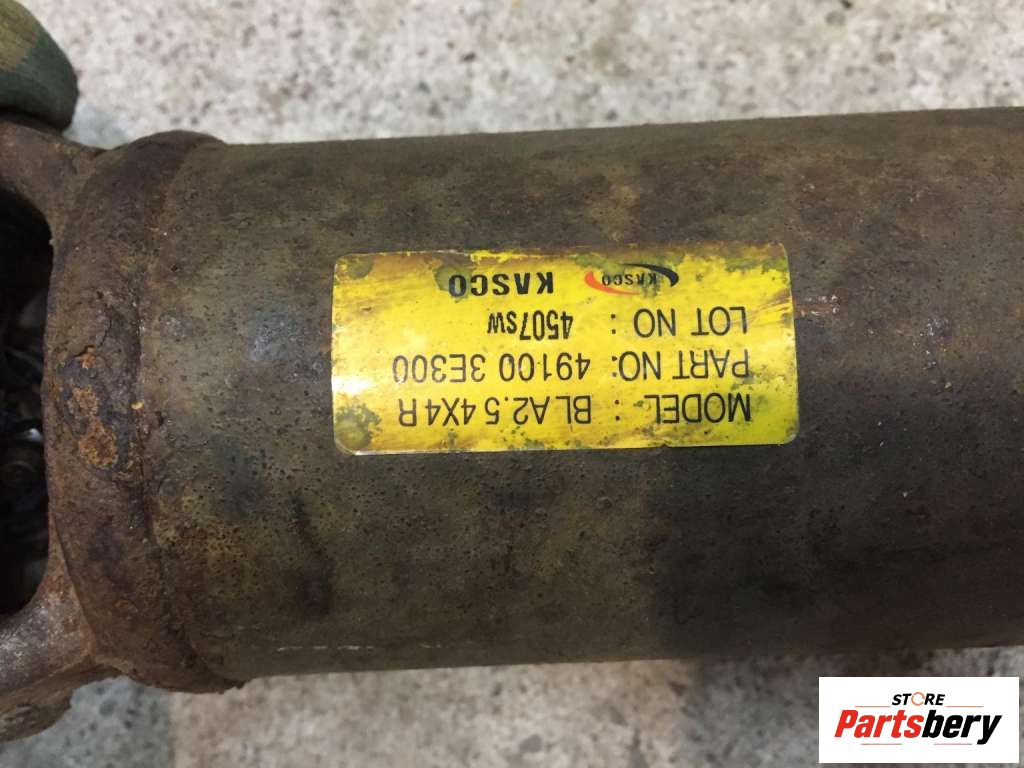 MODEL : BLA2.5 4X4 R
PART NO: 49100 3E300
LOT NO : 4507SW
KASCO KASCO
STORE
Partsbery